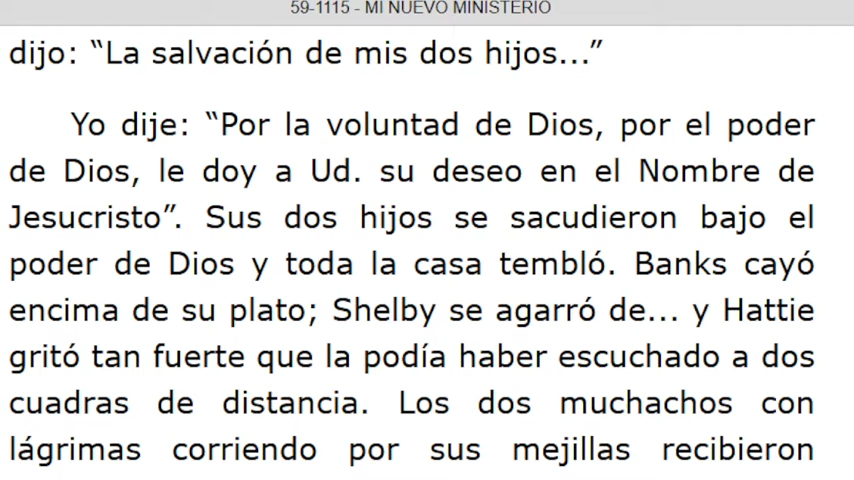 59-1115 - MI NUEVO MINISTERIO
dijo: “La salvación de mis dos hijos...”
Yo dije: “Por la voluntad de Dios, por el poder
de Dios, le doy a Ud. su deseo en el Nombre de
Jesucristo”. Sus dos hijos se sacudieron bajo el
poder de Dios y toda la casa tembló. Banks cayó
encima de su plato; Shelby se agarró de... y Hattie
gritó tan fuerte que la podía haber escuchado a dos
cuadras de distancia. Los dos muchachos con
lágrimas corriendo por sus mejillas recibieron